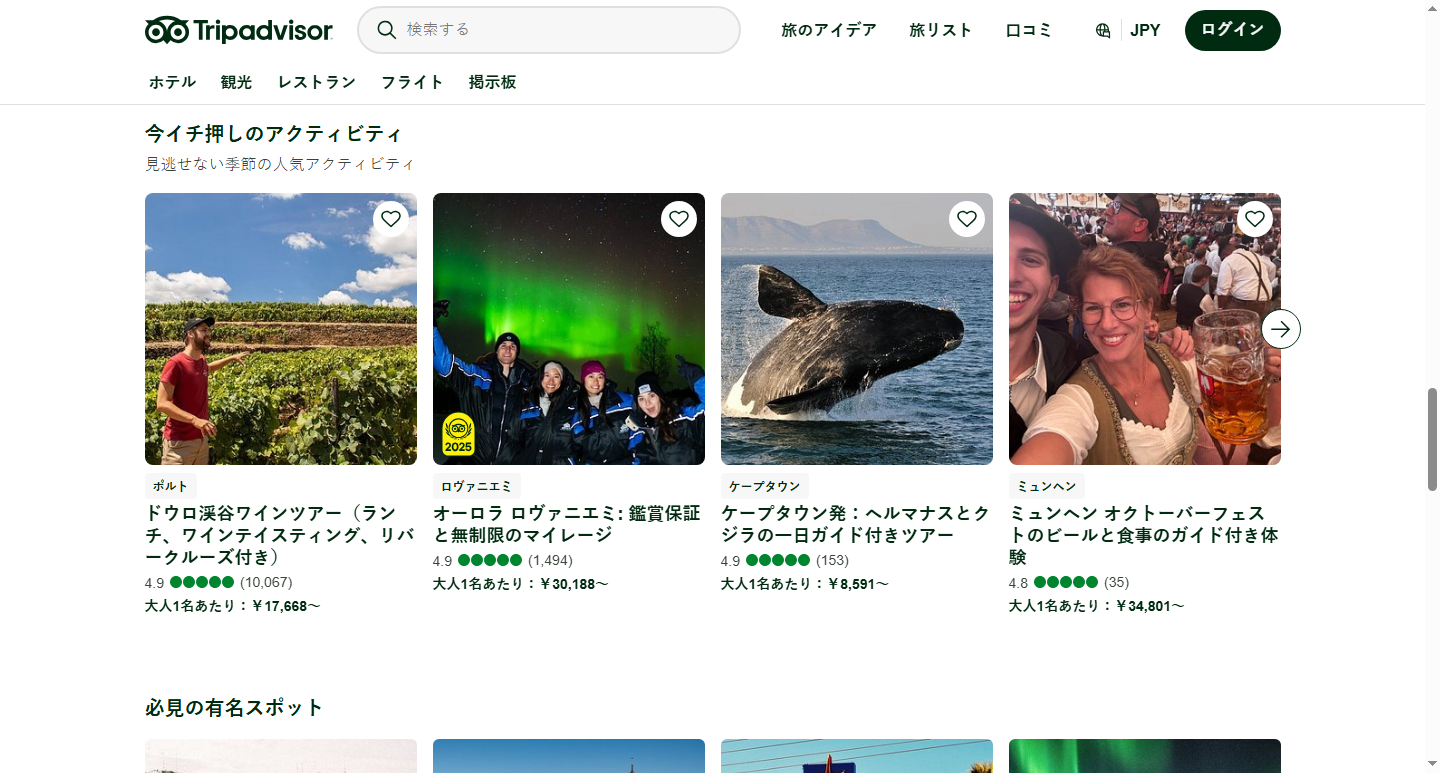 Tripadvisor
検索する
旅のアイデア
旅リスト
口コミ
JPY
ログイン
ホテル
観光
レストラン
フライト
掲示板
今イチ押しのアクティビティ
見逃せない季節の人気アクティビティ
2025
ポルト
ドウロ渓谷ワインツアー（ラン
チ、ワインテイスティング、リバ
ークルーズ付き）
4.9 (10,067)
大人1名あたり：￥17,668～
ロヴァニエミ
オーロラ ロヴァニエミ: 鑑賞保証
と無制限のマイレージ
4.9 (1,494)
大人1名あたり：￥30,188～
ケープタウン
ケープタウン発：ヘルマナスとク
ジラの一日ガイド付きツアー
4.9 (153)
大人1名あたり：￥8,591～
ミュンヘン
ミュンヘン オクトーバーフェス
トのビールと食事のガイド付き体
験
4.8 (35)
大人1名あたり：￥34,801～
必見の有名スポット